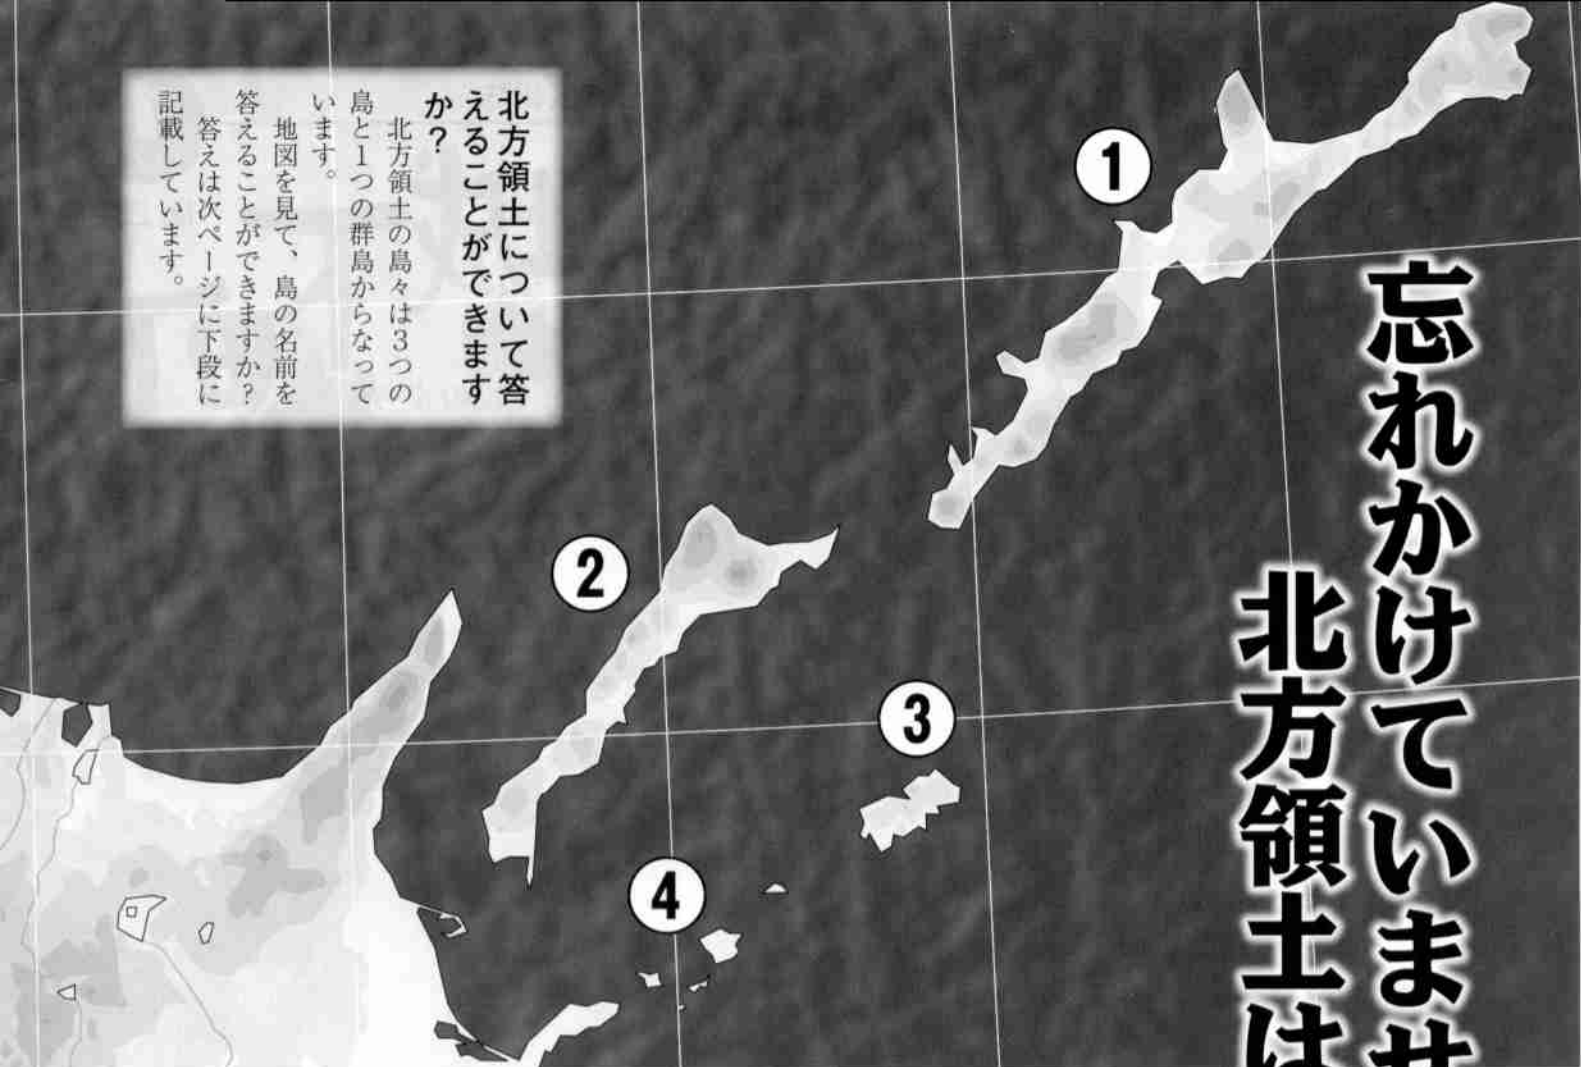 忘れかけていませ
北方領土は
北方領土について答
えることができます
か？
北方領土の島々は３つの
島と１つの群島からなって
います。
地図を見て、島の名前を
答えることができますか？
答えは次ページに下段に
記載しています。
1
2
3
4